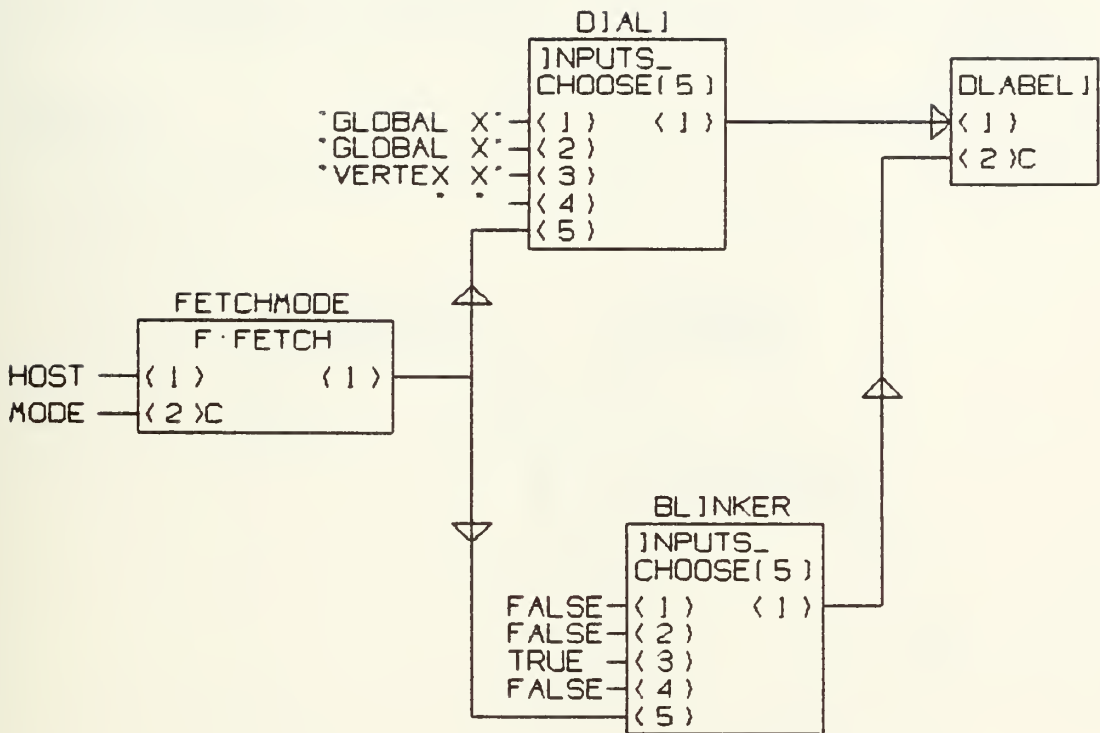 DIAL1
INPUTS_
CHOOSE(5)
'GLOBAL X' <1> <1>
'GLOBAL X' <2>
'VERTEX X' <3>
' ' <4>
<5>
DLABEL1
<1>
<2>C
FETCHMODE
F:FETCH
HOST <1> <1>
MODE <2>C
BLINKER
INPUTS_
CHOOSE(5)
FALSE <1> <1>
FALSE <2>
TRUE <3>
FALSE <4>
<5>